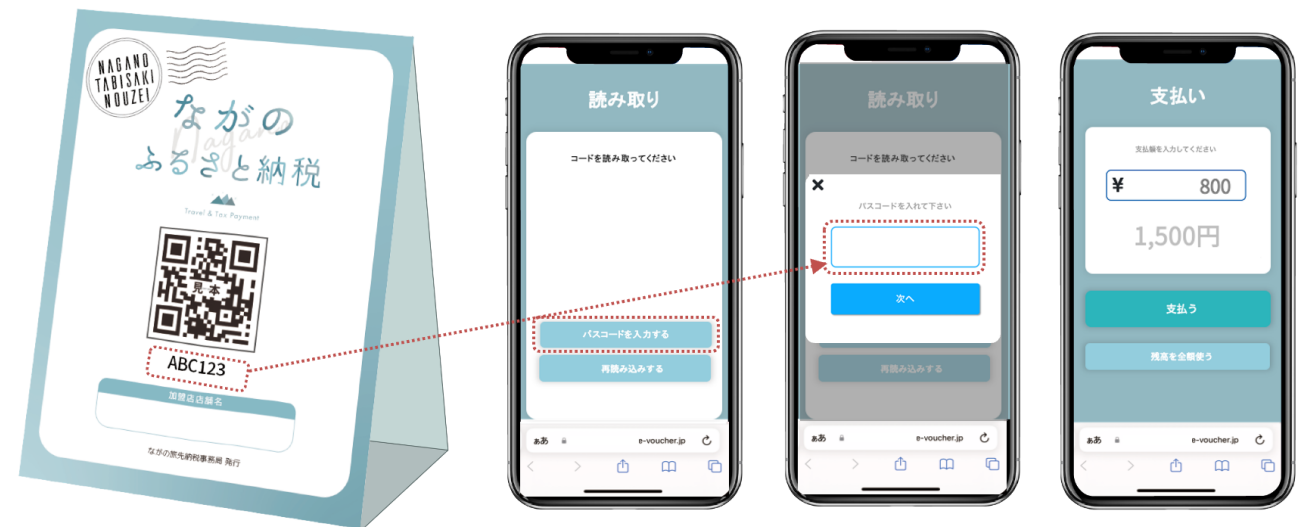 NAGANO
TABISAKI
NOUZEI
ながの
Nagano
ふるさと納税
Travel & Tax Payment
見本
ABC123
加盟店店舗名
ながの旅先納税事務局 発行
読み取り
コードを読み取ってください
パスコードを入力する
再読み込みする
ぁあ
e-voucher.jp
読み取り
コードを読み取ってください
パスコードを入れて下さい
次へ
再読み込みする
ぁあ
e-voucher.jp
支払い
支払額を入力してください
¥ 800
1,500円
支払う
残高を全額使う
ぁあ
e-voucher.jp